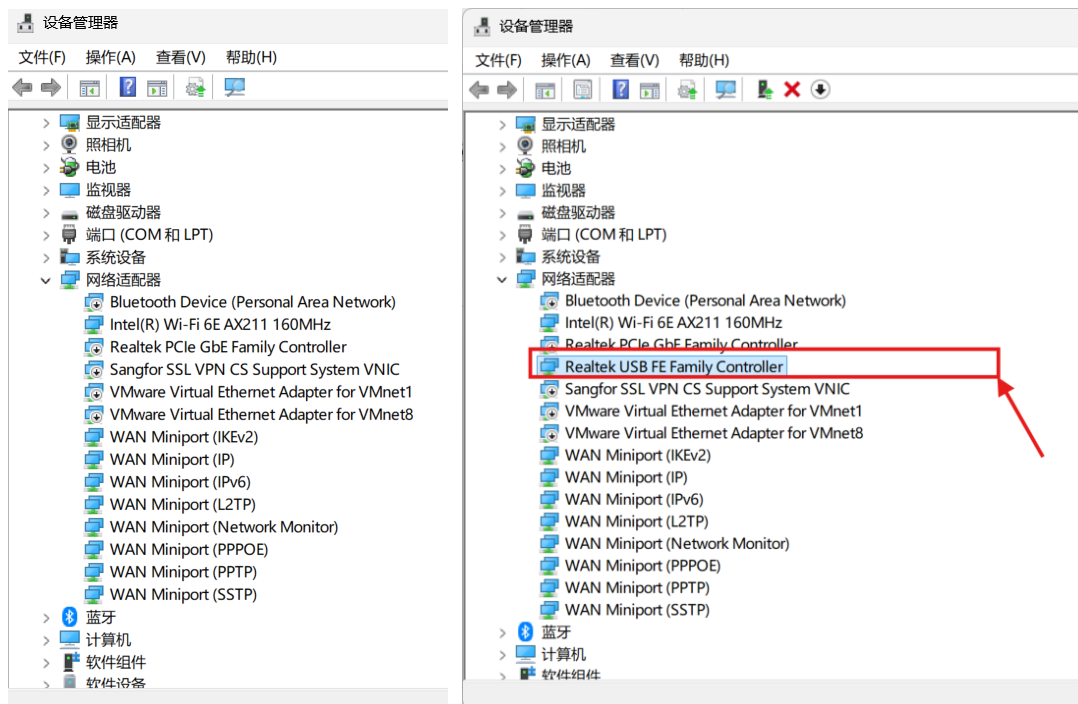 设备管理器
文件(F) 操作(A) 查看(V) 帮助(H)
显示适配器
照相机
电池
监视器
磁盘驱动器
端口 (COM 和 LPT)
系统设备
网络适配器
Bluetooth Device (Personal Area Network)
Intel(R) Wi-Fi 6E AX211 160MHz
Realtek PCIe GbE Family Controller
Sangfor SSL VPN CS Support System VNIC
VMware Virtual Ethernet Adapter for VMnet1
VMware Virtual Ethernet Adapter for VMnet8
WAN Miniport (IKEv2)
WAN Miniport (IP)
WAN Miniport (IPv6)
WAN Miniport (L2TP)
WAN Miniport (Network Monitor)
WAN Miniport (PPPOE)
WAN Miniport (PPTP)
WAN Miniport (SSTP)
蓝牙
计算机
软件组件
软件设备
设备管理器
文件(F) 操作(A) 查看(V) 帮助(H)
显示适配器
照相机
电池
监视器
磁盘驱动器
端口 (COM 和 LPT)
系统设备
网络适配器
Bluetooth Device (Personal Area Network)
Intel(R) Wi-Fi 6E AX211 160MHz
Realtek PCIe GbE Family Controller
Realtek USB FE Family Controller
Sangfor SSL VPN CS Support System VNIC
VMware Virtual Ethernet Adapter for VMnet1
VMware Virtual Ethernet Adapter for VMnet8
WAN Miniport (IKEv2)
WAN Miniport (IP)
WAN Miniport (IPv6)
WAN Miniport (L2TP)
WAN Miniport (Network Monitor)
WAN Miniport (PPPOE)
WAN Miniport (PPTP)
WAN Miniport (SSTP)
蓝牙
计算机
软件组件